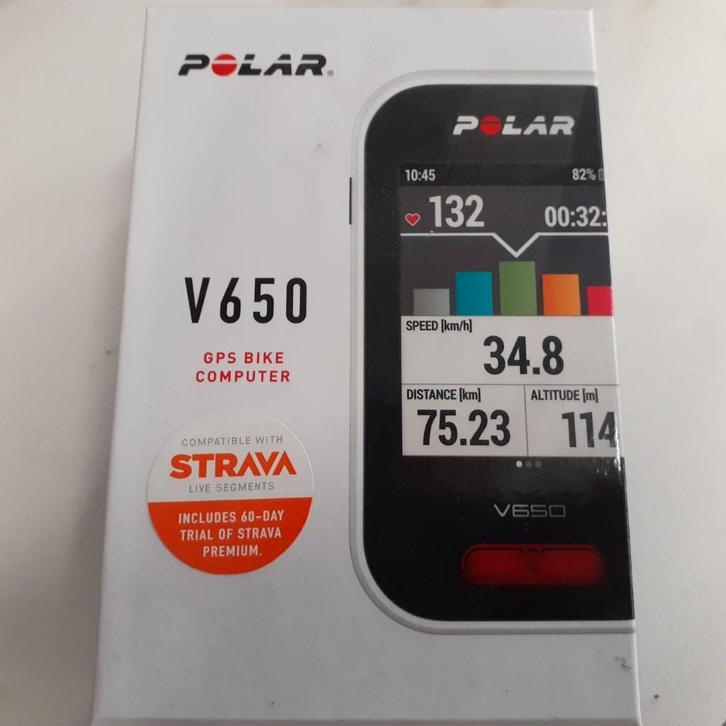 POLAR®
POLAR
10:45 82%
132 00:32:
SPEED [km/h]
34.8
DISTANCE [km] ALTITUDE [m]
75.23 114
V650
V650
GPS BIKE
COMPUTER
COMPATIBLE WITH
STRAVA
LIVE SEGMENTS
INCLUDES 60-DAY
TRIAL OF STRAVA
PREMIUM.